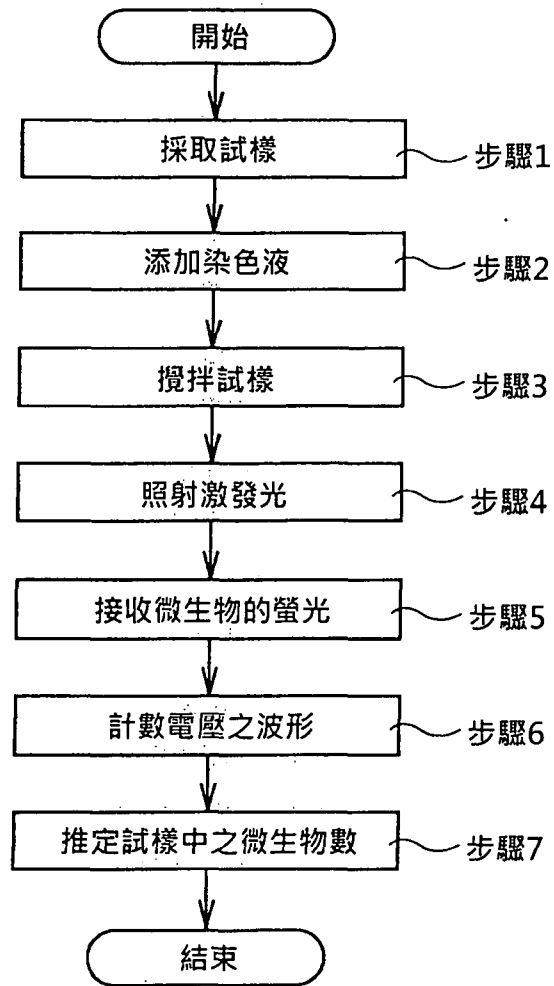 開始
採取試樣 步驟1
添加染色液 步驟2
攪拌試樣 步驟3
照射激發光 步驟4
接收微生物的螢光 步驟5
計數電壓之波形 步驟6
推定試樣中之微生物數 步驟7
結束